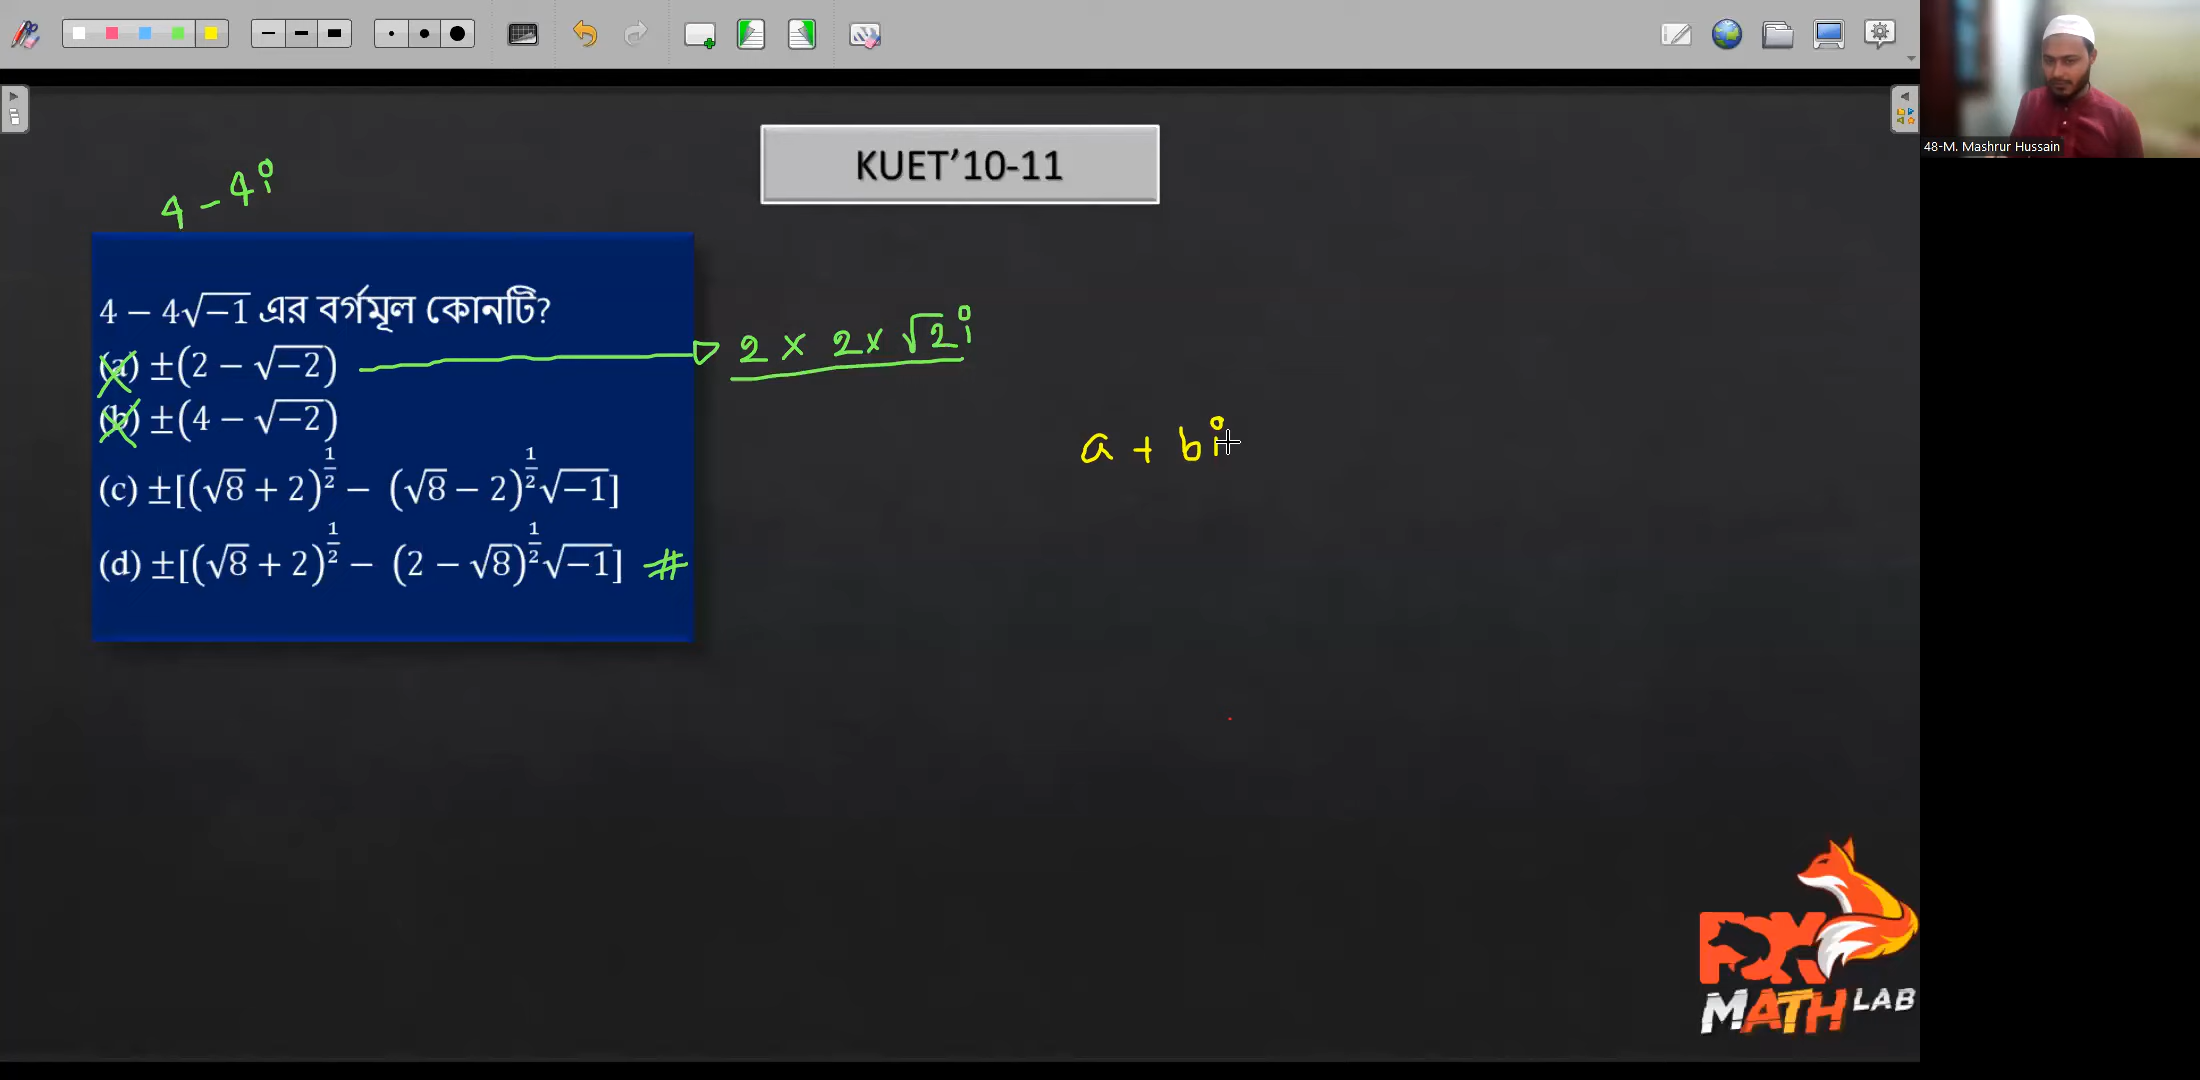 48-M. Mashrur Hussain
KUET’10-11
4 - 4i
4 − 4√−1 এর বর্গমূল কোনটি?
(a) ±(2 − √−2)
2 × 2 × √2 i
(b) ±(4 − √−2)
a + bi
(c) ±[(√8 + 2)^½ − (√8 − 2)^½ √−1]
(d) ±[(√8 + 2)^½ − (2 − √8)^½ √−1] #
FOX
MATH LAB